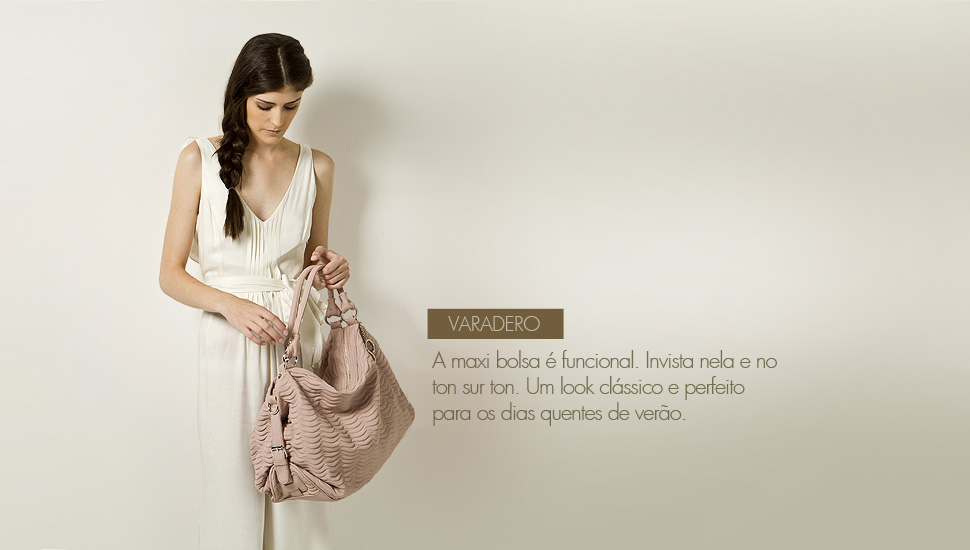 VARADERO
A maxi bolsa é funcional. Invista nela e no
ton sur ton. Um look clássico e perfeito
para os dias quentes de verão.